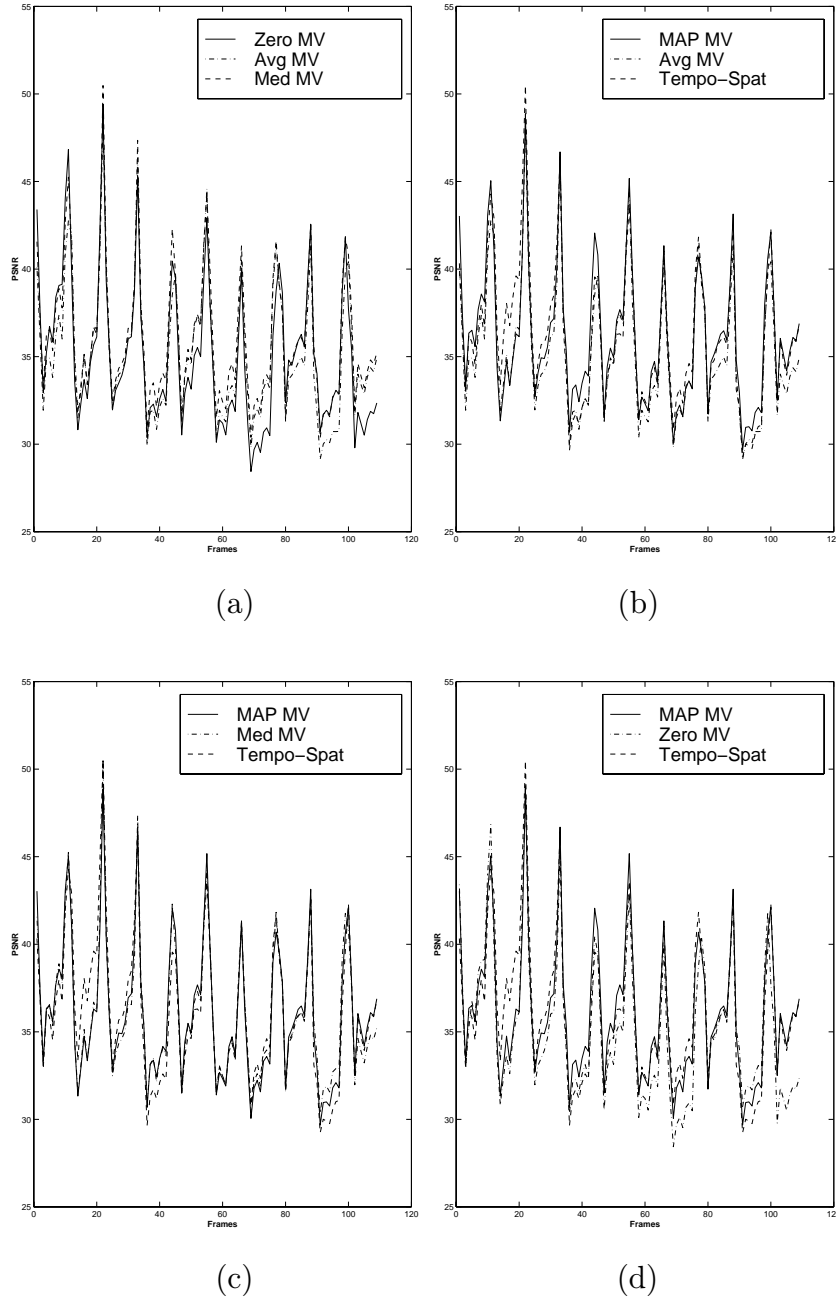 55
50
45
40
35
30
25
PSNR
Zero MV
Avg MV
Med MV
0 20 40 60 80 100 120
Frames
(a)
55
50
45
40
35
30
25
PSNR
MAP MV
Avg MV
Tempo-Spat
0 20 40 60 80 100 12
Frames
(b)
55
50
45
40
35
30
25
PSNR
MAP MV
Med MV
Tempo-Spat
0 20 40 60 80 100 120
Frames
(c)
55
50
45
40
35
30
25
PSNR
MAP MV
Zero MV
Tempo-Spat
0 20 40 60 80 100 12
Frames
(d)